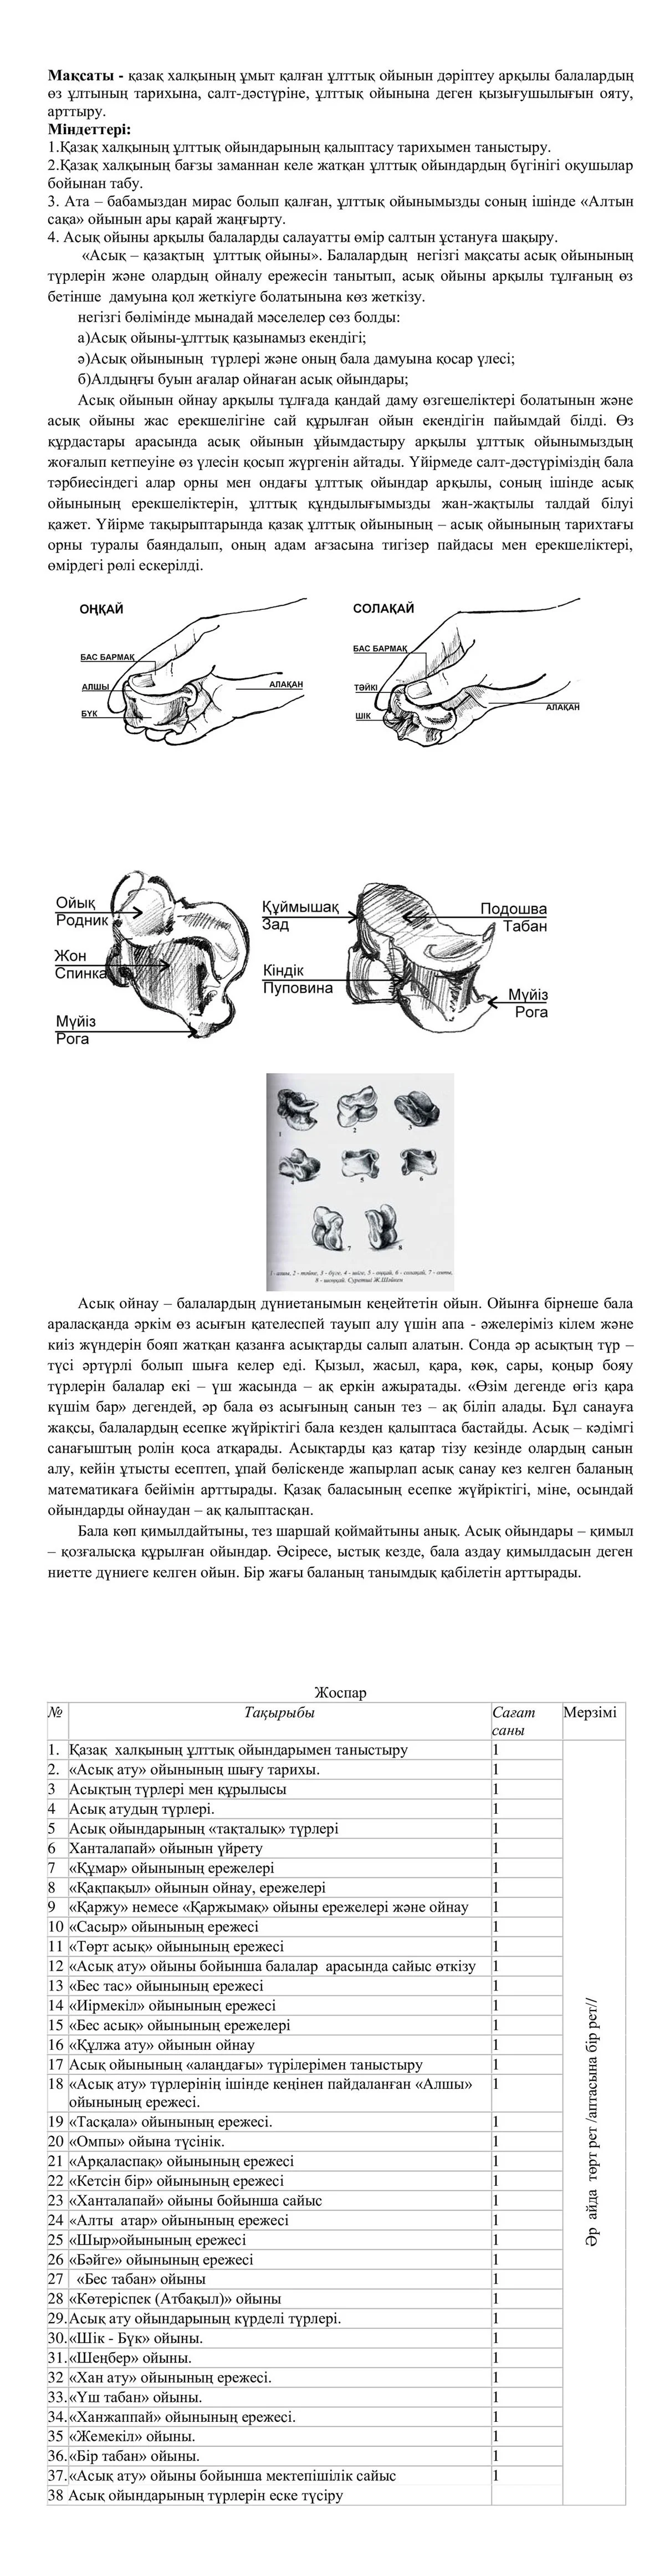 Мақсаты - қазақ халқының ұмыт қалған ұлттық ойынын дәріптеу арқылы балалардың
өз ұлтының тарихына, салт-дәстүріне, ұлттық ойынына деген қызығушылығын ояту,
арттыру.
Міндеттері:
1.Қазақ халқының ұлттық ойындарының қалыптасу тарихымен таныстыру.
2.Қазақ халқының бағзы заманнан келе жатқан ұлттық ойындардың бүгінігі оқушылар
бойынан табу.
3. Ата – бабамыздан мирас болып қалған, ұлттық ойынымызды соның ішінде «Алтын
сақа» ойынын ары қарай жаңғырту.
4. Асық ойыны арқылы балаларды салауатты өмір салтын ұстануға шақыру.
«Асық – қазақтың ұлттық ойыны». Балалардың негізгі мақсаты асық ойынының
түрлерін және олардың ойналу ережесін танытып, асық ойыны арқылы тұлғаның өз
бетінше дамуына қол жеткіуге болатынына көз жеткізу.
негізгі бөлімінде мынадай мәселелер сөз болды:
а)Асық ойыны-ұлттық қазынамыз екендігі;
ә)Асық ойынының түрлері және оның бала дамуына қосар үлесі;
б)Алдыңғы буын ағалар ойнаған асық ойындары;
Асық ойынын ойнау арқылы тұлғада қандай даму өзгешеліктері болатынын және
асық ойыны жас ерекшелігіне сай құрылған ойын екендігін пайымдай білді. Өз
құрдастары арасында асық ойынын ұйымдастыру арқылы ұлттық ойынымыздың
жоғалып кетпеуіне өз үлесін қосып жүргенін айтады. Үйірмеде салт-дәстүріміздің бала
тәрбиесіндегі алар орны мен ондағы ұлттық ойындар арқылы, соның ішінде асық
ойынының ерекшеліктерін, ұлттық құндылығымызды жан-жақтылы талдай білуі
қажет. Үйірме тақырыптарында қазақ ұлттық ойынының – асық ойынының тарихтағы
орны туралы баяндалып, оның адам ағзасына тигізер пайдасы мен ерекшеліктері,
өмірдегі рөлі ескерілді.
ОҢҚАЙ
БАС БАРМАҚ
АЛШЫ
БҮК
АЛАҚАН
СОЛАҚАЙ
БАС БАРМАҚ
ТӘЙКІ
ШІК
АЛАҚАН
Ойық
Родник
Жон
Спинка
Мүйіз
Рога
Құймышақ
Зад
Кіндік
Пуповина
Подошва
Табан
Мүйіз
Рога
1
2
3
4
5
6
7
8
1 - алшы, 2 - тәйке, 3 - бүге, 4 - шіге, 5 - оңқай, 6 - солақай, 7 - омпы,
8 - шоңқай. Суретші Ж.Шәйкен
Асық ойнау – балалардың дүниетанымын кеңейтетін ойын. Ойынға бірнеше бала
араласқанда әркім өз асығын қателеспей тауып алу үшін апа - әжелеріміз кілем және
киіз жүндерін бояп жатқан қазанға асықтарды салып алатын. Сонда әр асықтың түр –
түсі әртүрлі болып шыға келер еді. Қызыл, жасыл, қара, көк, сары, қоңыр бояу
түрлерін балалар екі – үш жасында – ақ еркін ажыратады. «Өзім дегенде өгіз қара
күшім бар» дегендей, әр бала өз асығының санын тез – ақ біліп алады. Бұл санауға
жақсы, балалардың есепке жүйріктігі бала кезден қалыптаса бастайды. Асық – кәдімгі
санағыштың ролін қоса атқарады. Асықтарды қаз қатар тізу кезінде олардың санын
алу, кейін ұтысты есептеп, ұпай бөліскенде жапырлап асық санау кез келген баланың
математикаға бейімін арттырады. Қазақ баласының есепке жүйріктігі, міне, осындай
ойындарды ойнаудан – ақ қалыптасқан.
Бала көп қимылдайтыны, тез шаршай қоймайтыны анық. Асық ойындары – қимыл
– қозғалысқа құрылған ойындар. Әсіресе, ыстық кезде, бала аздау қимылдасын деген
ниетте дүниеге келген ойын. Бір жағы баланың танымдық қабілетін арттырады.
Жоспар
№ Тақырыбы Сағат саны Мерзімі
1. Қазақ халқының ұлттық ойындарымен таныстыру 1
2. «Асық ату» ойынының шығу тарихы. 1
3 Асықтың түрлері мен құрылысы 1
4 Асық атудың түрлері. 1
5 Асық ойындарының «тақталық» түрлері 1
6 Ханталапай» ойынын үйрету 1
7 «Құмар» ойынының ережелері 1
8 «Қақпақыл» ойынын ойнау, ережелері 1
9 «Қаржу» немесе «Қаржымақ» ойыны ережелері және ойнау 1
10 «Сасыр» ойынының ережесі 1
11 «Төрт асық» ойынының ережесі 1
12 «Асық ату» ойыны бойынша балалар арасында сайыс өткізу 1
13 «Бес тас» ойынының ережесі 1
14 «Иірмекіл» ойынының ережесі 1
15 «Бес асық» ойынының ережелері 1
16 «Құлжа ату» ойынын ойнау 1
17 Асық ойынының «алаңдағы» түрілерімен таныстыру 1
18 «Асық ату» түрлерінің ішінде кеңінен пайдаланған «Алшы» 1
ойынының ережесі.
19 «Тасқала» ойынының ережесі. 1
20 «Омпы» ойына түсінік. 1
21 «Арқаласпақ» ойынының ережесі 1
22 «Кетсін бір» ойынының ережесі 1
23 «Ханталапай» ойыны бойынша сайыс 1
24 «Алты атар» ойынының ережесі 1
25 «Шыр»ойынының ережесі 1
26 «Бәйге» ойынының ережесі 1
27 «Бес табан» ойыны 1
28 «Көтеріспек (Атбақыл)» ойыны 1
29. Асық ату ойындарының күрделі түрлері. 1
30. «Шік - Бүк» ойыны. 1
31. «Шеңбер» ойыны. 1
32 «Хан ату» ойынының ережесі. 1
33. «Үш табан» ойыны. 1
34. «Ханжаппай» ойынының ережесі. 1
35 «Жемекіл» ойыны. 1
36. «Бір табан» ойыны. 1
37. «Асық ату» ойыны бойынша мектепішілік сайыс 1
38 Асық ойындарының түрлерін еске түсіру
Әр айда төрт рет /аптасына бір рет//